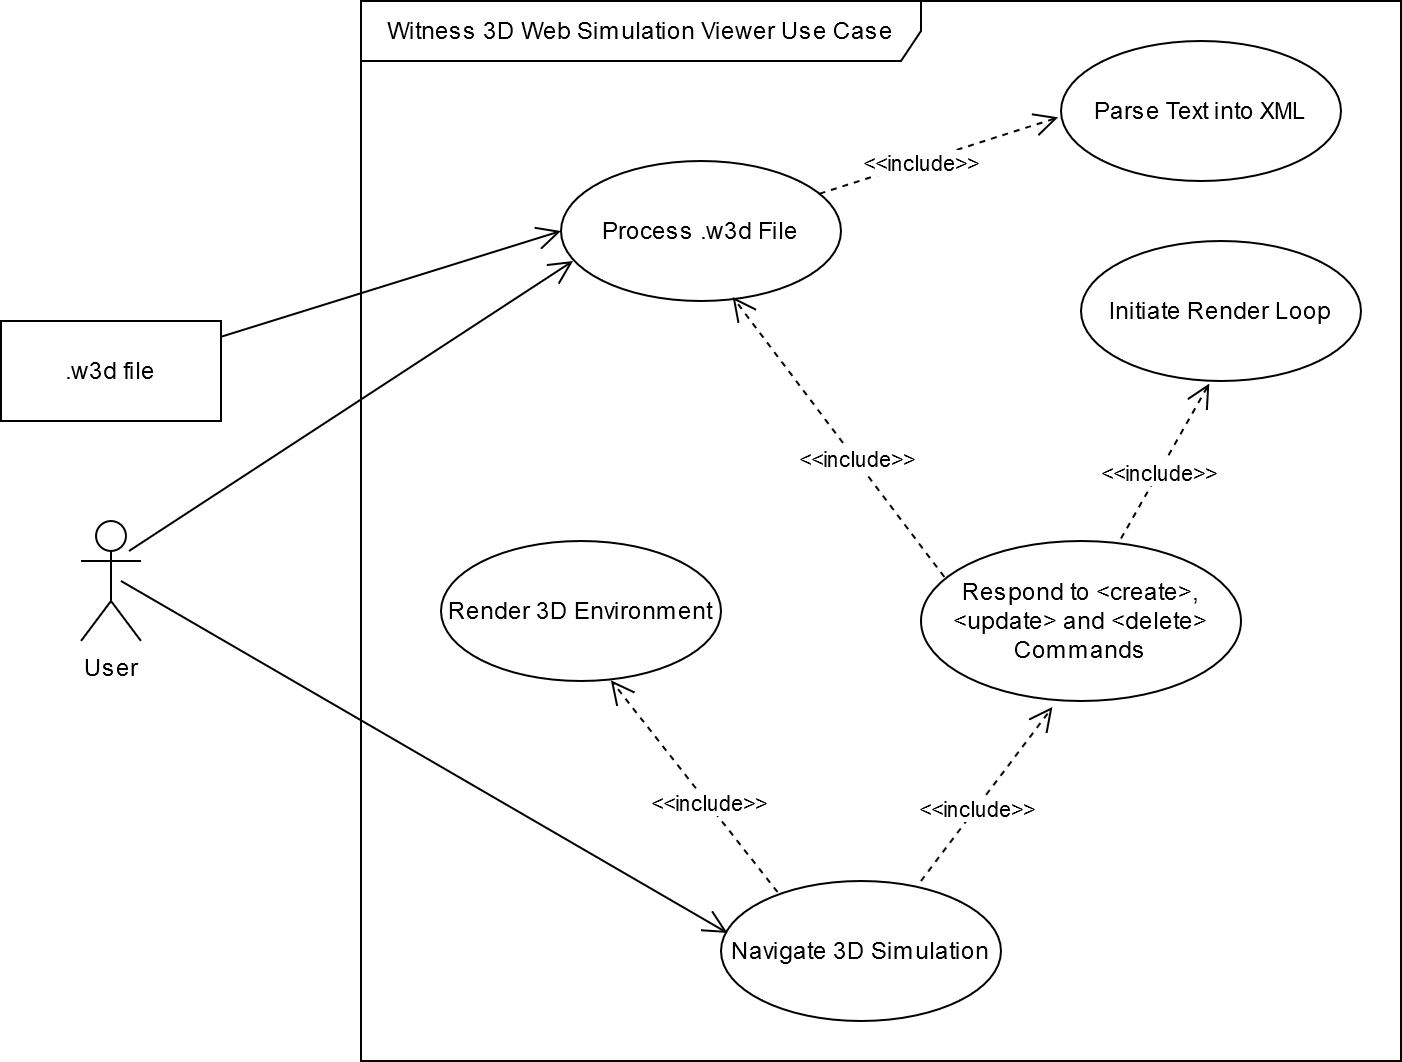 Witness 3D Web Simulation Viewer Use Case
Parse Text into XML
<<include>>
Process .w3d File
Initiate Render Loop
.w3d file
<<include>>
<<include>>
Render 3D Environment
Respond to <create>,
<update> and <delete>
Commands
User
<<include>>
<<include>>
Navigate 3D Simulation